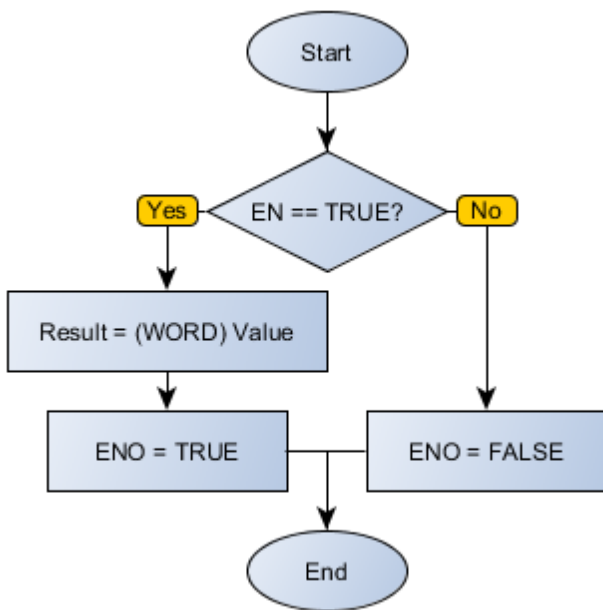 Start
EN == TRUE?
Yes
No
Result = (WORD) Value
ENO = TRUE
ENO = FALSE
End